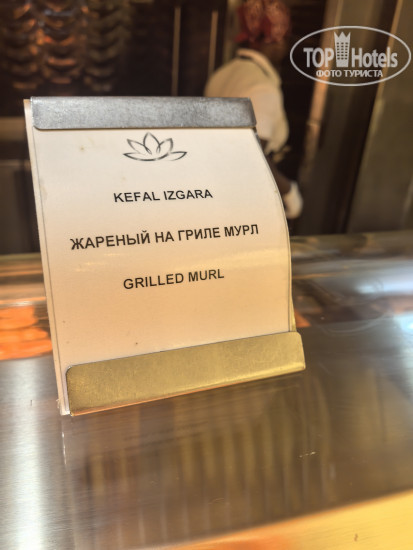 TOP Hotels
ФОТО ТУРИСТА
KEFAL IZGARA
ЖАРЕНЫЙ НА ГРИЛЕ МУРЛ
GRILLED MURL